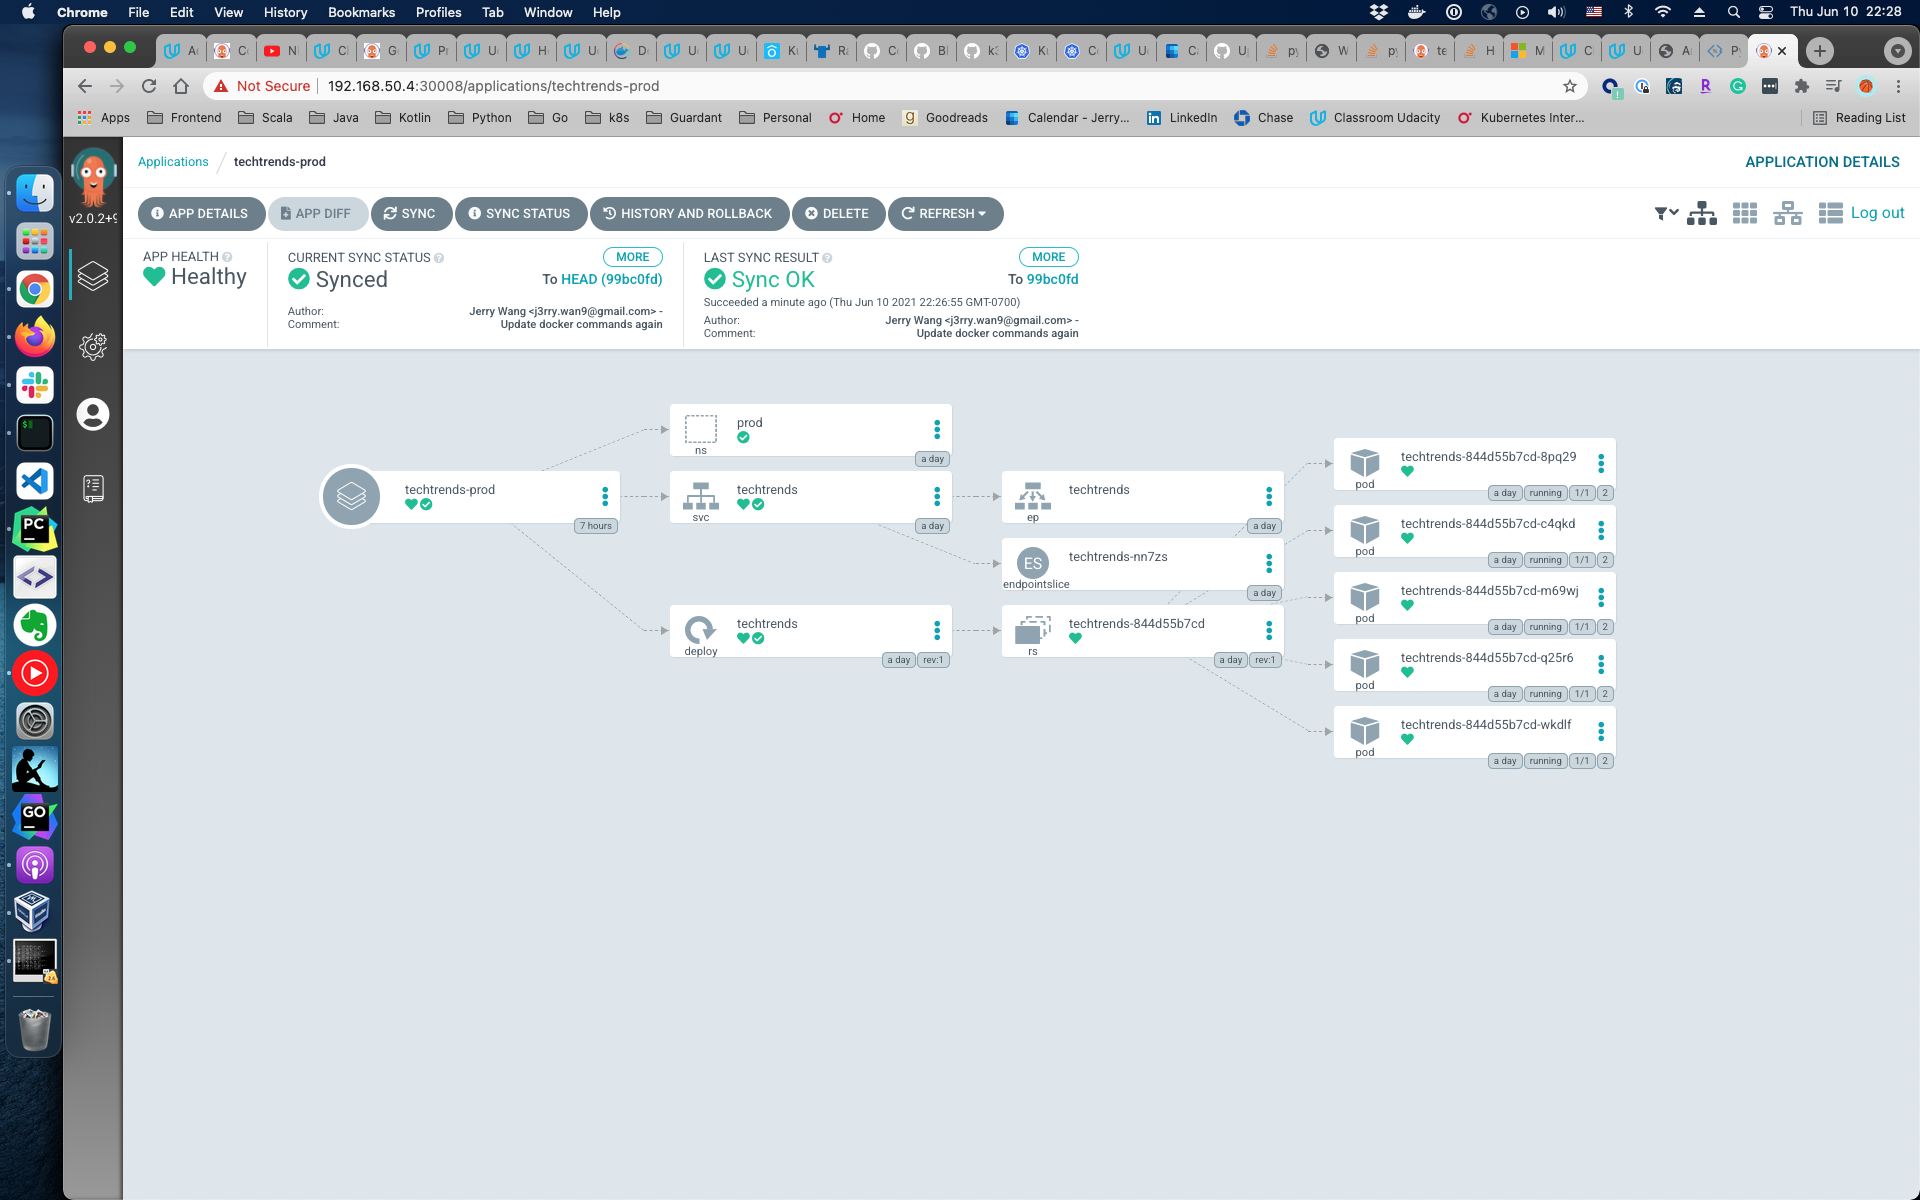 Chrome File Edit View History Bookmarks Profiles Tab Window Help Thu Jun 10 22:28
Not Secure 192.168.50.4:30008/applications/techtrends-prod
Apps Frontend Scala Java Kotlin Python Go k8s Guardant Personal Home Goodreads Calendar - Jerry... LinkedIn Chase Classroom Udacity Kubernetes Inter... Reading List
Applications / techtrends-prod APPLICATION DETAILS
v2.0.2+9
APP DETAILS APP DIFF SYNC SYNC STATUS HISTORY AND ROLLBACK DELETE REFRESH Log out
APP HEALTH
Healthy
CURRENT SYNC STATUS MORE
Synced To HEAD (99bc0fd)
Author: Jerry Wang <j3rry.wan9@gmail.com> -
Comment: Update docker commands again
LAST SYNC RESULT MORE
Sync OK To 99bc0fd
Succeeded a minute ago (Thu Jun 10 2021 22:26:55 GMT-0700)
Author: Jerry Wang <j3rry.wan9@gmail.com> -
Comment: Update docker commands again
techtrends-prod
7 hours
prod
ns
a day
techtrends
svc
a day
techtrends
deploy
a day rev:1
techtrends
ep
a day
ES
techtrends-nn7zs
endpointslice
a day
techtrends-844d55b7cd
rs
a day rev:1
techtrends-844d55b7cd-8pq29
pod
a day running 1/1 2
techtrends-844d55b7cd-c4qkd
pod
a day running 1/1 2
techtrends-844d55b7cd-m69wj
pod
a day running 1/1 2
techtrends-844d55b7cd-q25r6
pod
a day running 1/1 2
techtrends-844d55b7cd-wkdlf
pod
a day running 1/1 2
PC
GO